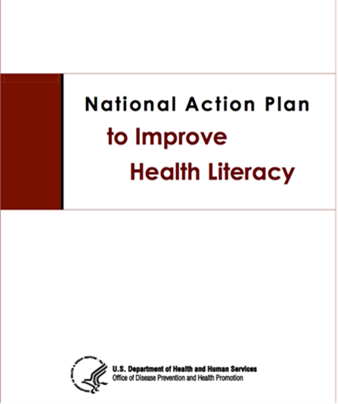 National Action Plan
to Improve
Health Literacy
U.S. Department of Health and Human Services
Office of Disease Prevention and Health Promotion